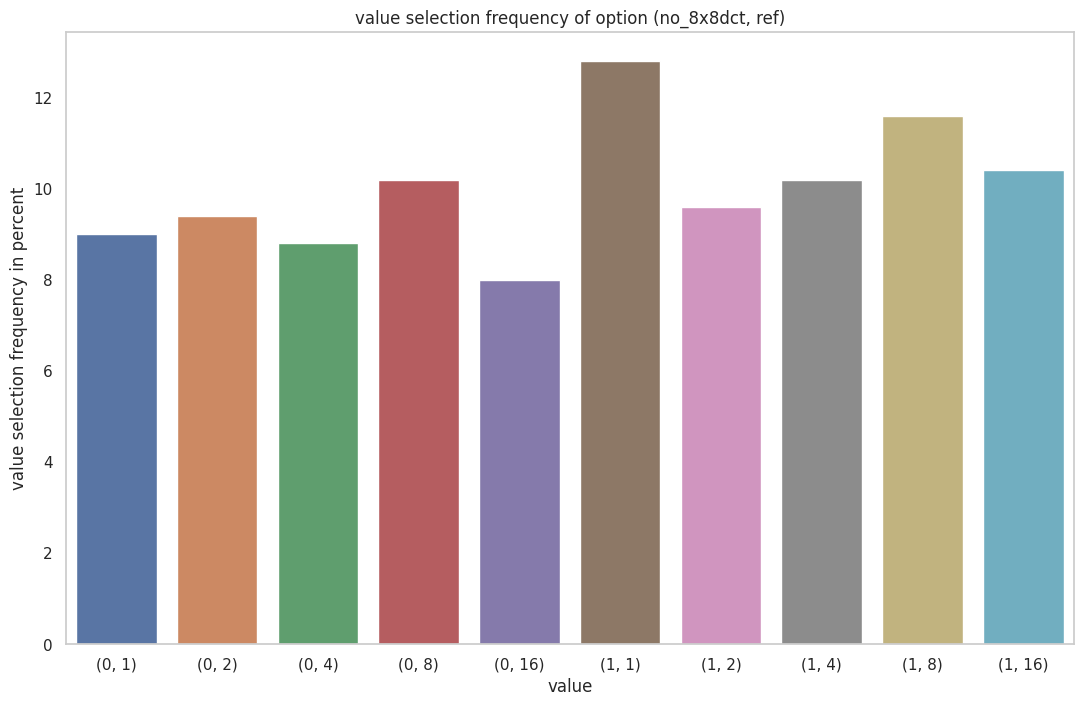 value selection frequency of option (no_8x8dct, ref)
value selection frequency in percent
12
10
8
6
4
2
0
(0, 1) (0, 2) (0, 4) (0, 8) (0, 16) (1, 1) (1, 2) (1, 4) (1, 8) (1, 16)
value